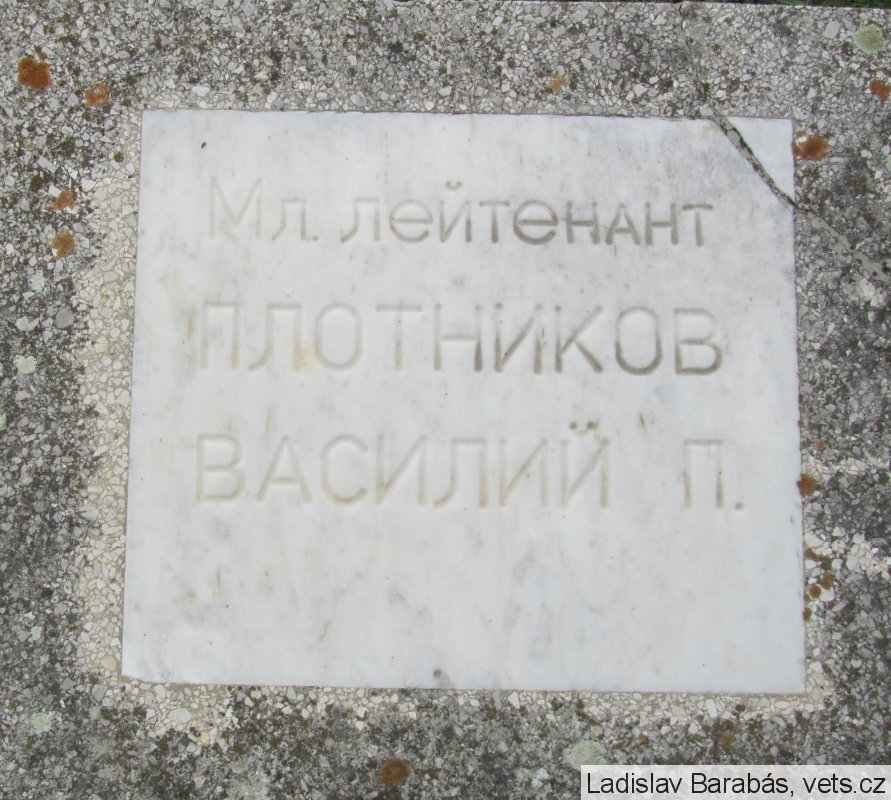 Мл. лейтенант
ПЛОТНИКОВ
ВАСИЛИЙ П.
Ladislav Barabás, vets.cz